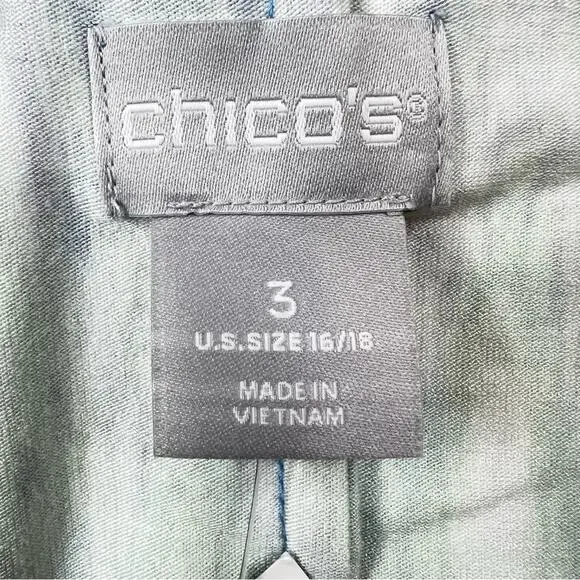 chico's®
3
U.S. SIZE 16/18
MADE IN
VIETNAM